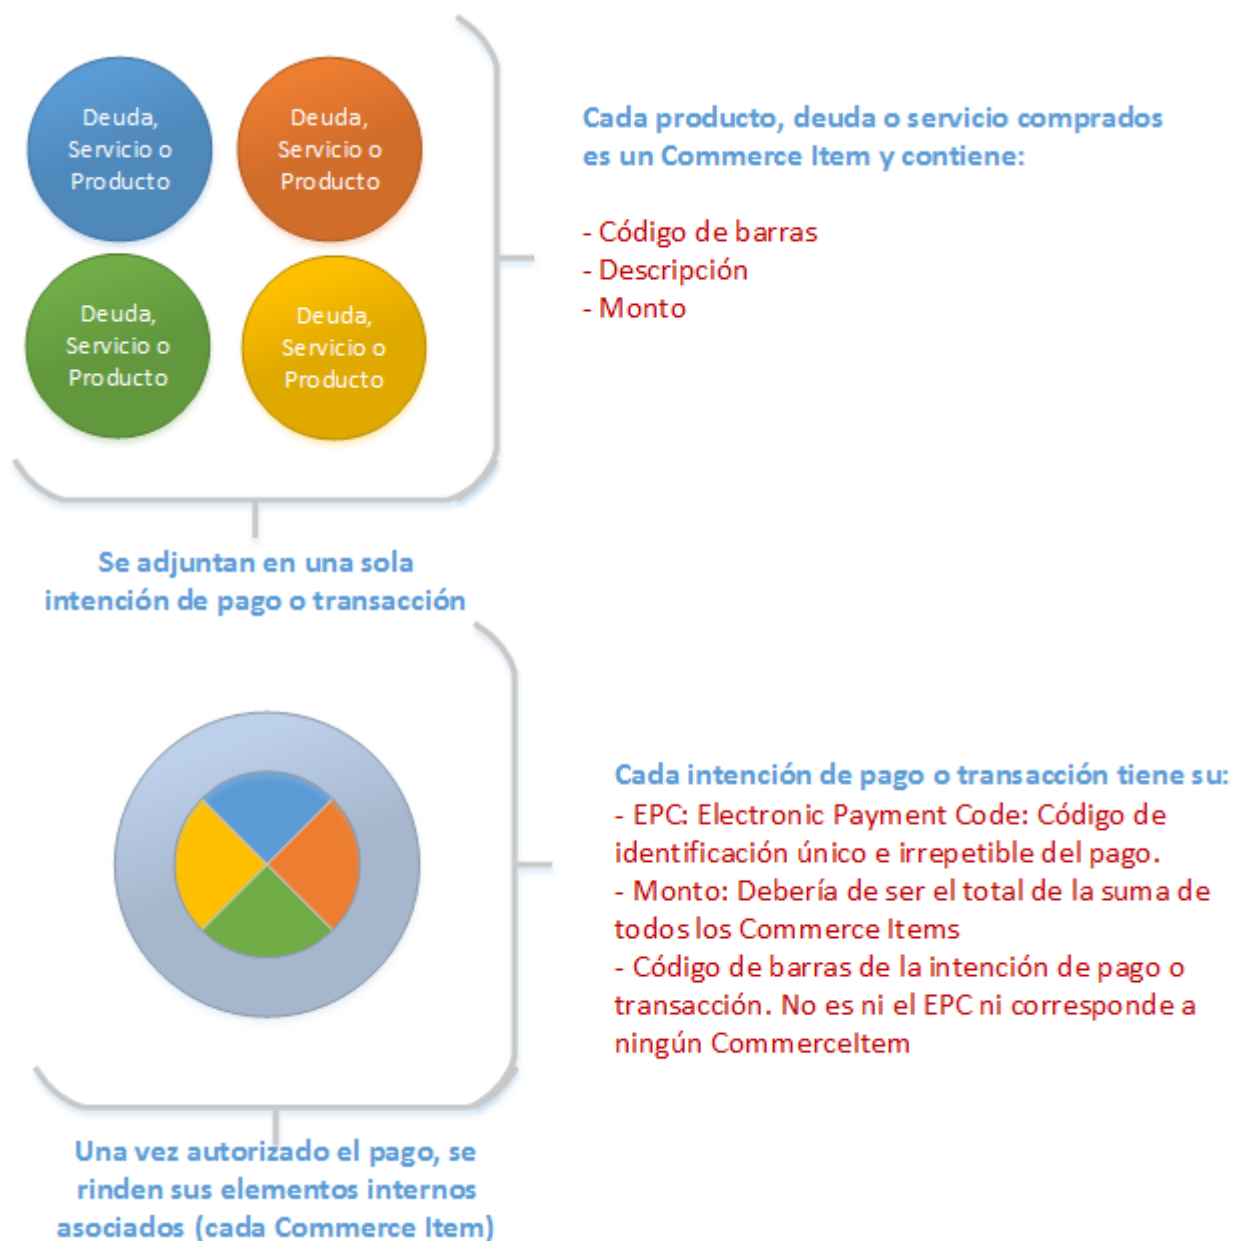 Deuda,
Servicio o
Producto
Deuda,
Servicio o
Producto
Deuda,
Servicio o
Producto
Deuda,
Servicio o
Producto
Cada producto, deuda o servicio comprados
es un Commerce Item y contiene:
- Código de barras
- Descripción
- Monto
Se adjuntan en una sola
intención de pago o transacción
Cada intención de pago o transacción tiene su:
- EPC: Electronic Payment Code: Código de
identificación único e irrepetible del pago.
- Monto: Debería de ser el total de la suma de
todos los Commerce Items
- Código de barras de la intención de pago o
transacción. No es ni el EPC ni corresponde a
ningún CommerceItem
Una vez autorizado el pago, se
rinden sus elementos internos
asociados (cada Commerce Item)